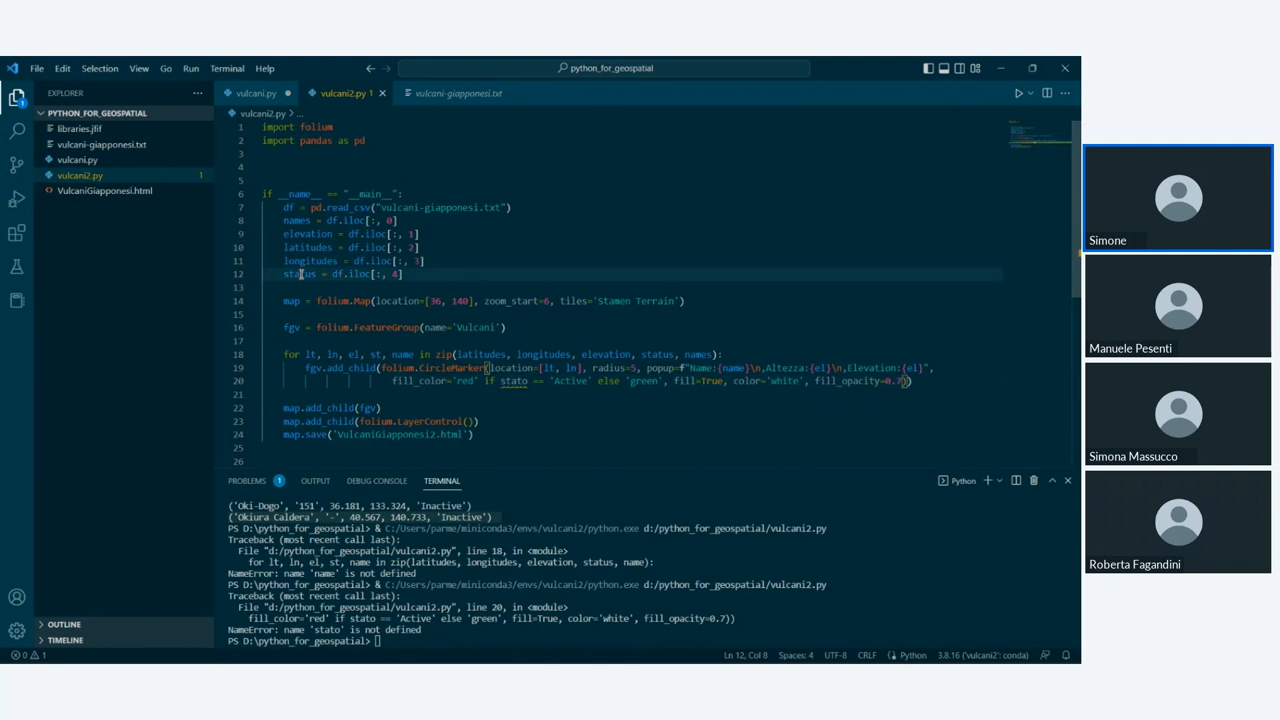 File Edit Selection View Go Run Terminal Help
python_for_geospatial
EXPLORER
vulcani.py
vulcani2.py 1
vulcani-giapponesi.txt
PYTHON_FOR_GEOSPATIAL
libraries.jfif
vulcani-giapponesi.txt
vulcani.py
vulcani2.py 1
VulcaniGiapponesi.html
OUTLINE
TIMELINE
vulcani2.py > ...
1 import folium
2 import pandas as pd
3
4
5
6 if __name__ == "__main__":
7 df = pd.read_csv("vulcani-giapponesi.txt")
8 names = df.iloc[:, 0]
9 elevation = df.iloc[:, 1]
10 latitudes = df.iloc[:, 2]
11 longitudes = df.iloc[:, 3]
12 status = df.iloc[:, 4]
13
14 map = folium.Map(location=[36, 140], zoom_start=6, tiles='Stamen Terrain')
15
16 fgv = folium.FeatureGroup(name='Vulcani')
17
18 for lt, ln, el, st, name in zip(latitudes, longitudes, elevation, status, names):
19 fgv.add_child(folium.CircleMarker(location=[lt, ln], radius=5, popup=f"Name:{name}\n,Altezza:{el}\n,Elevation:{el}",
20 fill_color='red' if stato == 'Active' else 'green', fill=True, color='white', fill_opacity=0.7))
21
22 map.add_child(fgv)
23 map.add_child(folium.LayerControl())
24 map.save('VulcaniGiapponesi2.html')
25
26
PROBLEMS 1 OUTPUT DEBUG CONSOLE TERMINAL
Python
('Oki-Dogo', '151', 36.181, 133.324, 'Inactive')
('Okiura Caldera', '-', 40.567, 140.733, 'Inactive')
PS D:\python_for_geospatial> & C:/Users/parme/miniconda3/envs/vulcani2/python.exe d:/python_for_geospatial/vulcani2.py
Traceback (most recent call last):
File "d:/python_for_geospatial/vulcani2.py", line 18, in <module>
for lt, ln, el, st, name in zip(latitudes, longitudes, elevation, status, name):
NameError: name 'name' is not defined
PS D:\python_for_geospatial> & C:/Users/parme/miniconda3/envs/vulcani2/python.exe d:/python_for_geospatial/vulcani2.py
Traceback (most recent call last):
File "d:/python_for_geospatial/vulcani2.py", line 20, in <module>
fill_color='red' if stato == 'Active' else 'green', fill=True, color='white', fill_opacity=0.7))
NameError: name 'stato' is not defined
PS D:\python_for_geospatial>
0 1
Ln 12, Col 8 Spaces: 4 UTF-8 CRLF Python 3.8.16 ('vulcani2': conda)
Simone
Manuele Pesenti
Simona Massucco
Roberta Fagandini